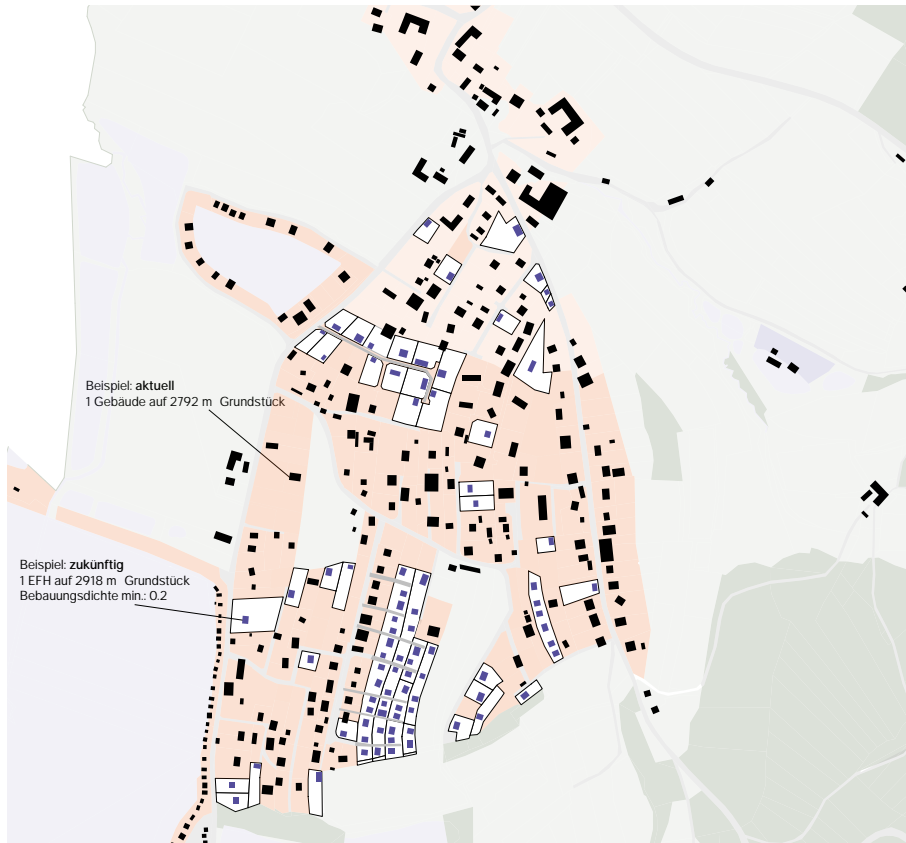 Beispiel: aktuell
1 Gebäude auf 2792 m Grundstück
Beispiel: zukünftig
1 EFH auf 2918 m Grundstück
Bebauungsdichte min.: 0.2